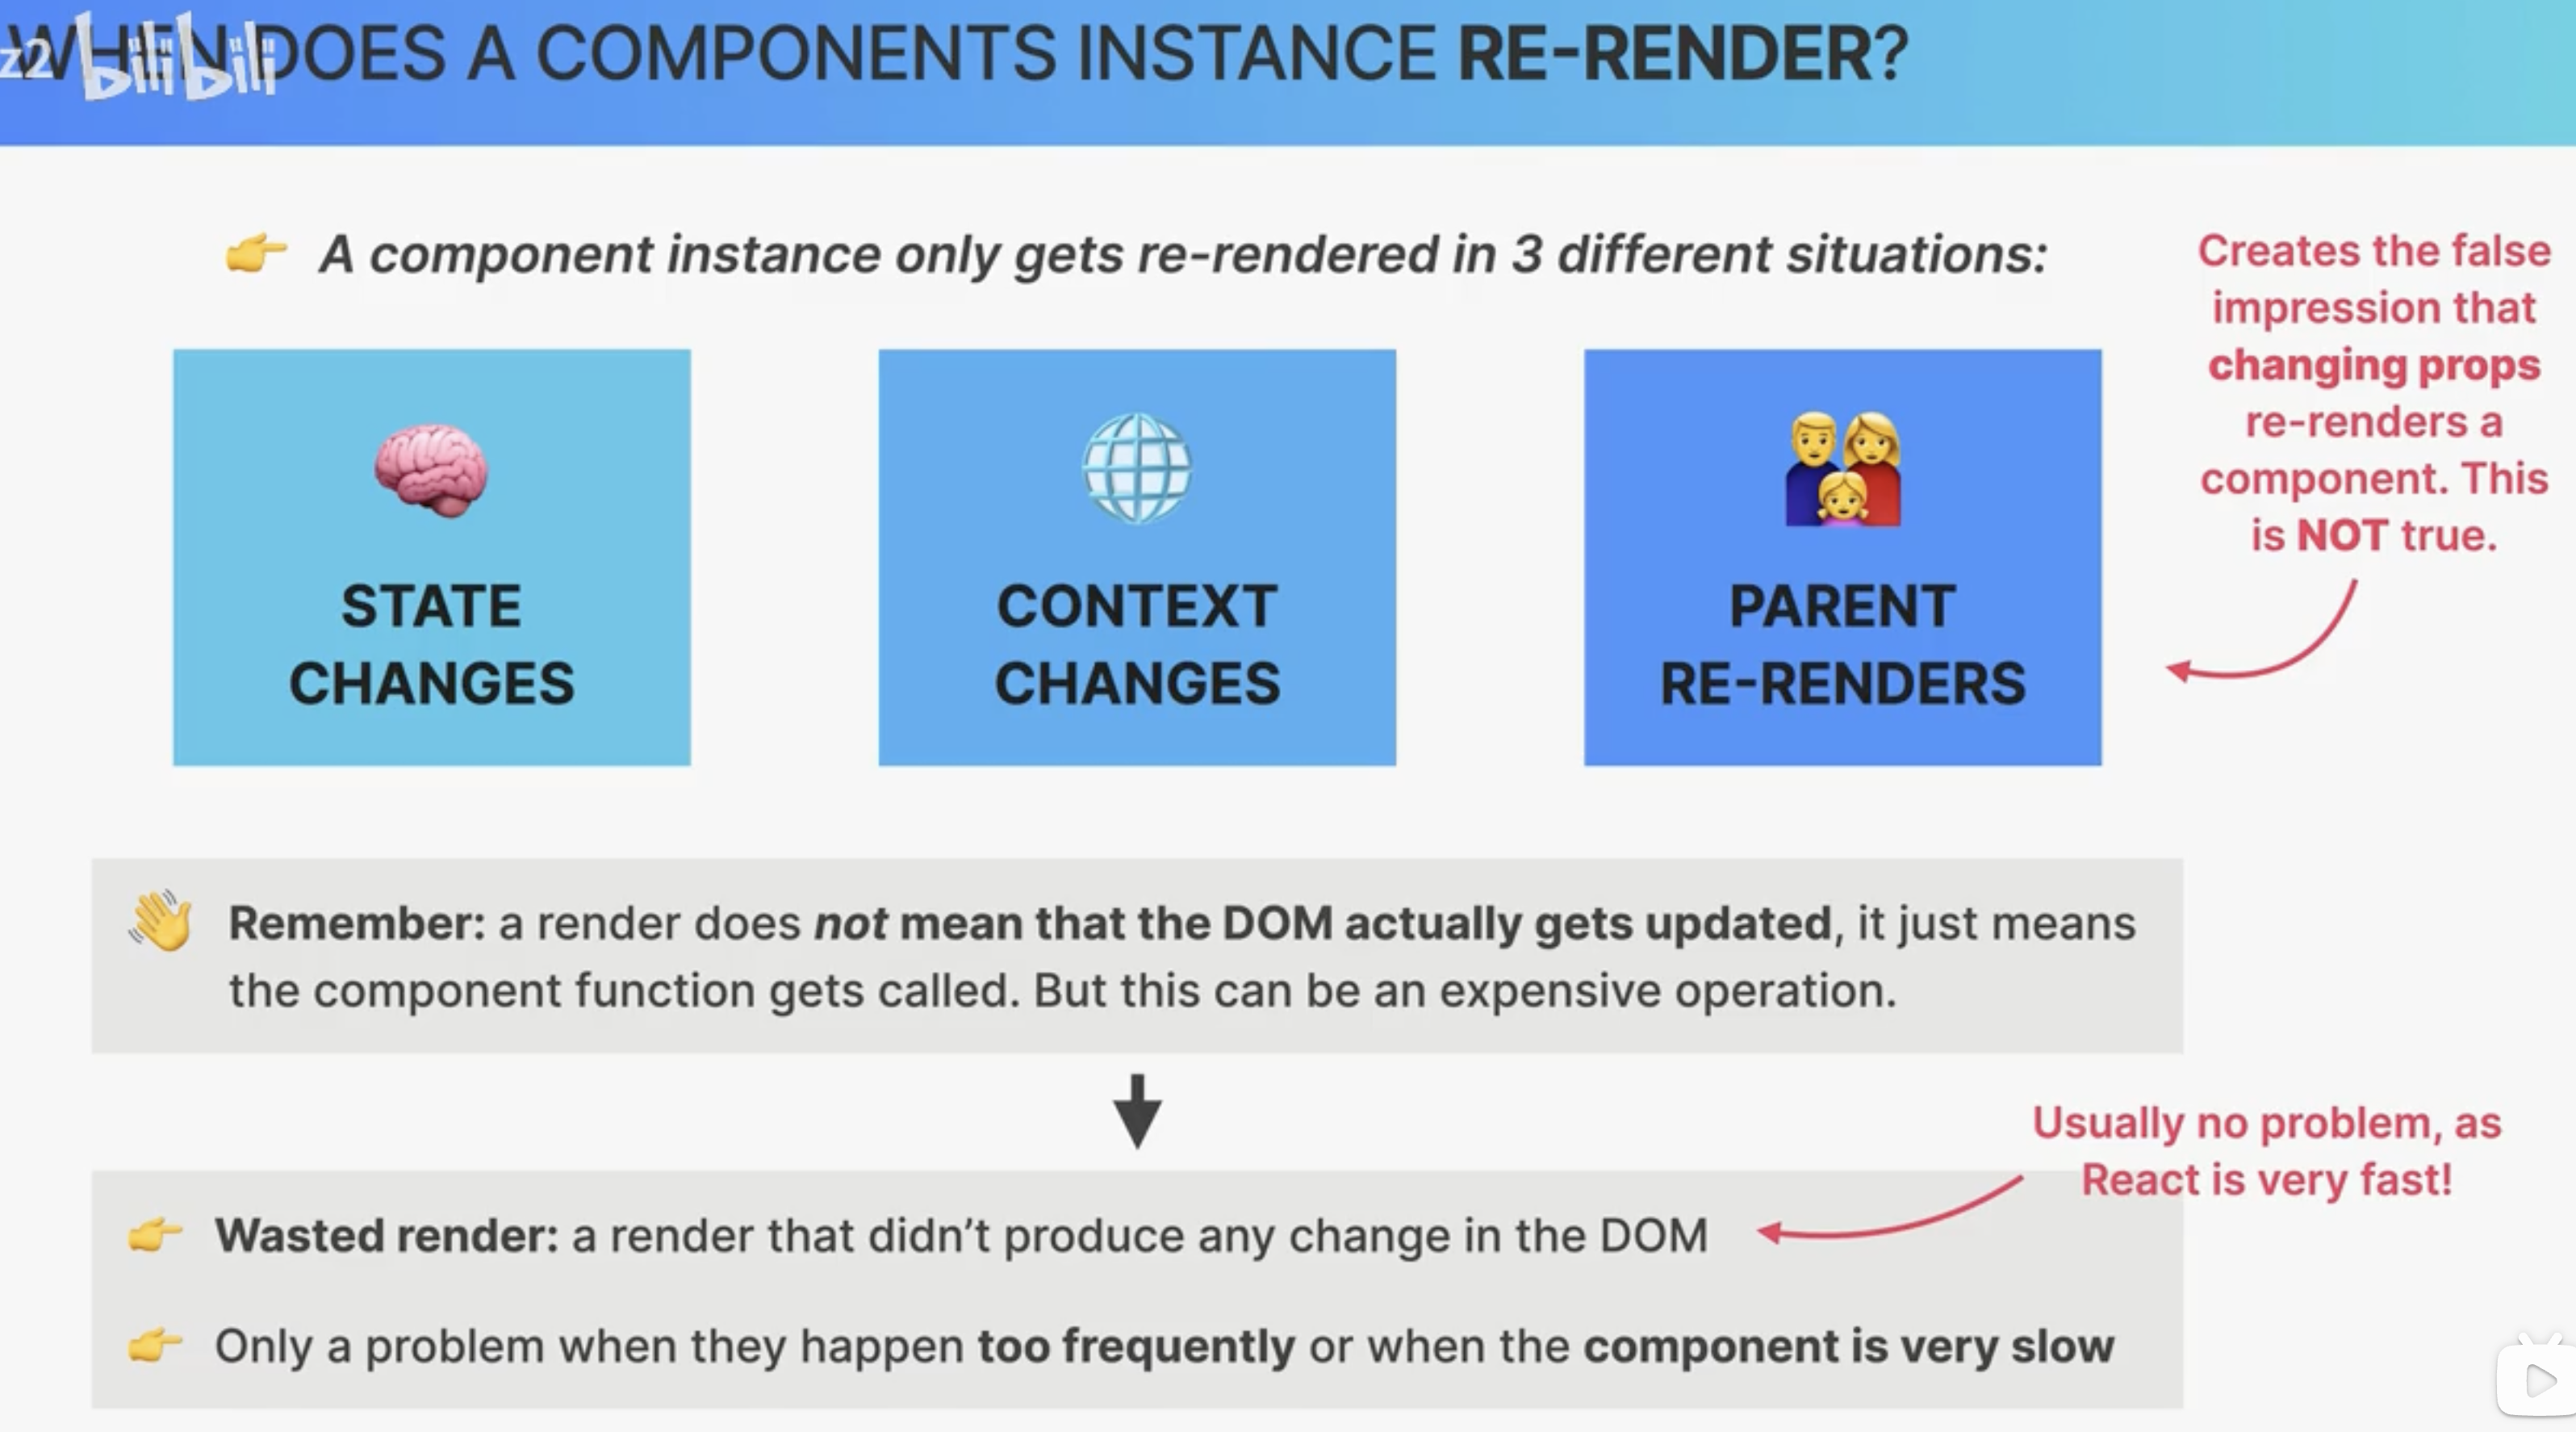 z2 bilibili
WHEN DOES A COMPONENTS INSTANCE RE-RENDER?
A component instance only gets re-rendered in 3 different situations:
STATE
CHANGES
CONTEXT
CHANGES
PARENT
RE-RENDERS
Creates the false
impression that
changing props
re-renders a
component. This
is NOT true.
Remember: a render does not mean that the DOM actually gets updated, it just means
the component function gets called. But this can be an expensive operation.
Usually no problem, as
React is very fast!
Wasted render: a render that didn’t produce any change in the DOM
Only a problem when they happen too frequently or when the component is very slow